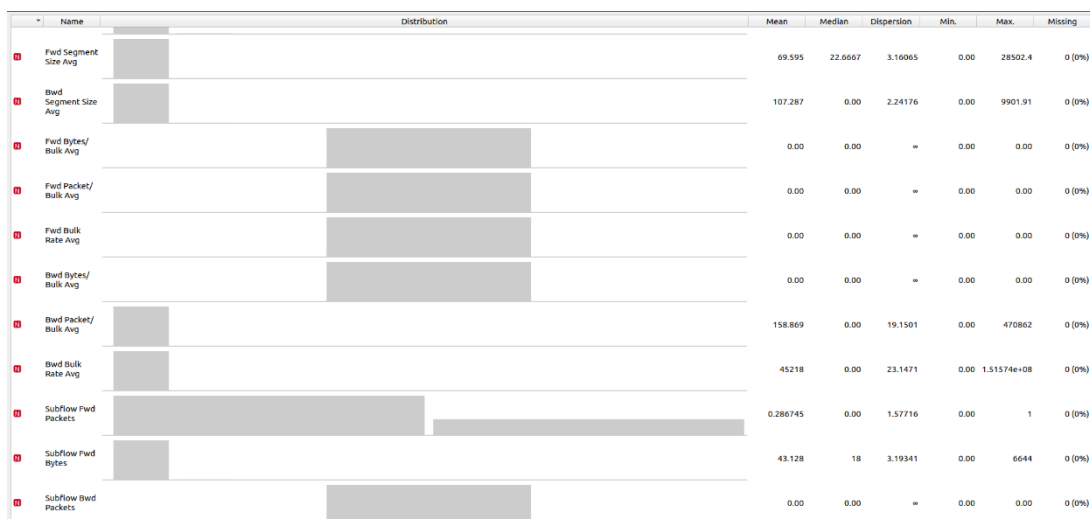 Name Distribution Mean Median Dispersion Min. Max. Missing
N Fwd Segment
Size Avg 69.595 22.6667 3.16065 0.00 28502.4 0 (0%)
N Bwd
Segment Size
Avg 107.287 0.00 2.24176 0.00 9901.91 0 (0%)
N Fwd Bytes/
Bulk Avg 0.00 0.00 ∞ 0.00 0.00 0 (0%)
N Fwd Packet/
Bulk Avg 0.00 0.00 ∞ 0.00 0.00 0 (0%)
N Fwd Bulk
Rate Avg 0.00 0.00 ∞ 0.00 0.00 0 (0%)
N Bwd Bytes/
Bulk Avg 0.00 0.00 ∞ 0.00 0.00 0 (0%)
N Bwd Packet/
Bulk Avg 158.869 0.00 19.1501 0.00 470862 0 (0%)
N Bwd Bulk
Rate Avg 45218 0.00 23.1471 0.00 1.51574e+08 0 (0%)
N Subflow Fwd
Packets 0.286745 0.00 1.57716 0.00 1 0 (0%)
N Subflow Fwd
Bytes 43.128 18 3.19341 0.00 6644 0 (0%)
N Subflow Bwd
Packets 0.00 0.00 ∞ 0.00 0.00 0 (0%)